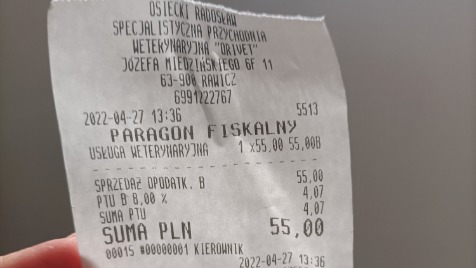 OSIECKI RADOSŁAW
SPECJALISTYCZNA PRZYCHODNIA
WETERYNARYJNA "DRIVET"
JÓZEFA MIEDZIŃSKIEGO 6F 11
63-900 RAWICZ
6991222767
2022-04-27 13:36 5513
PARAGON FISKALNY
USŁUGA WETERYNARYJNA 1 x55,00 55,00B
SPRZEDAŻ OPODATK. B 55,00
PTU B 8,00 % 4,07
SUMA PTU 4,07
SUMA PLN 55,00
00015 #00000001 KIEROWNIK
2022-04-27 13:36